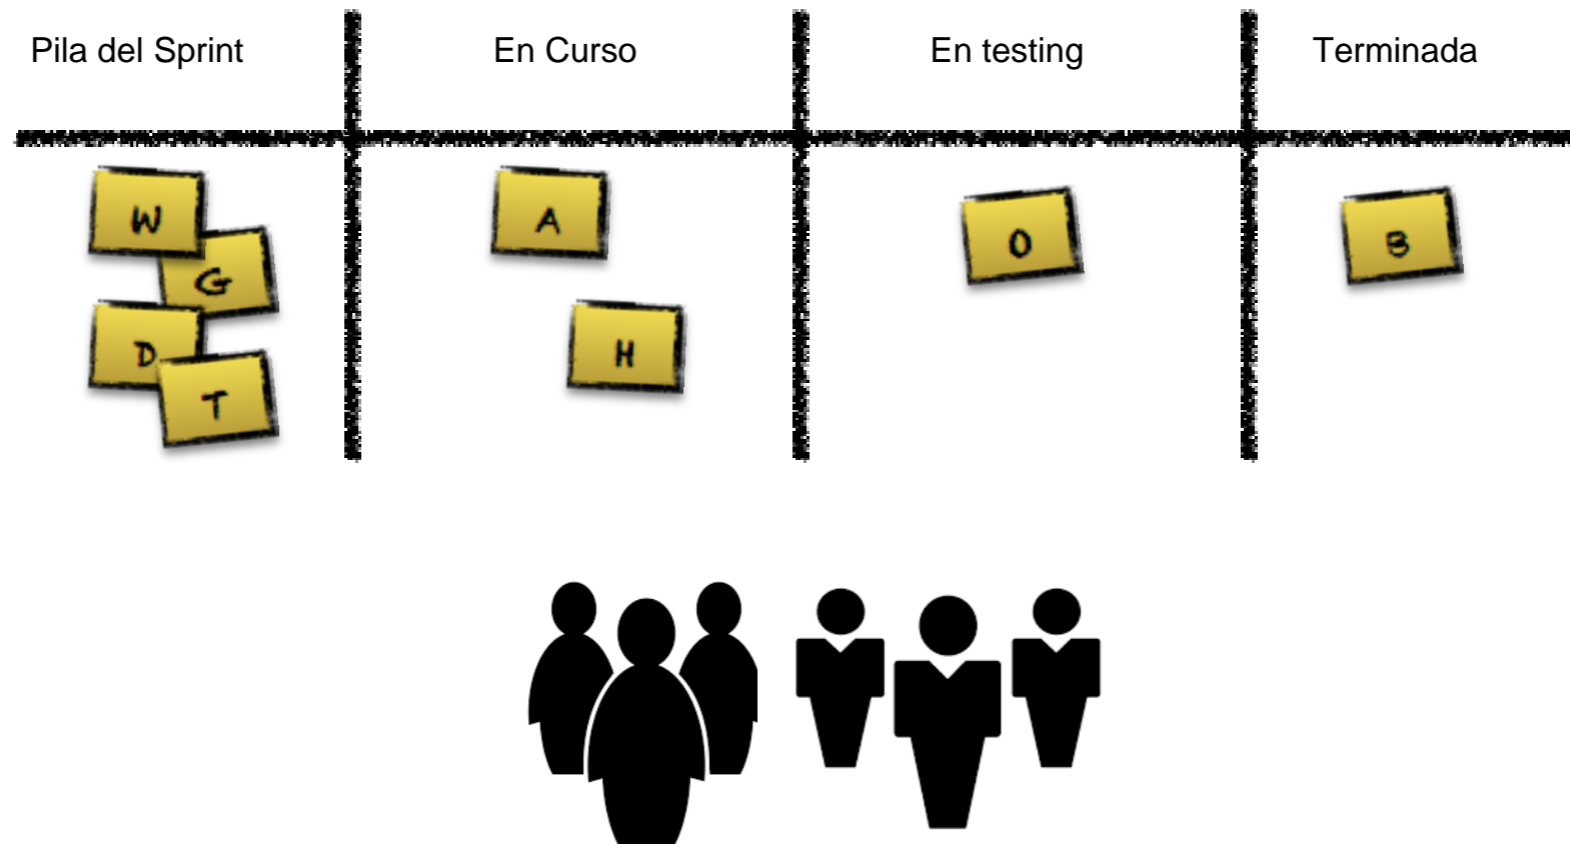 Pila del Sprint
En Curso
En testing
Terminada
W
G
D
T
A
H
O
B